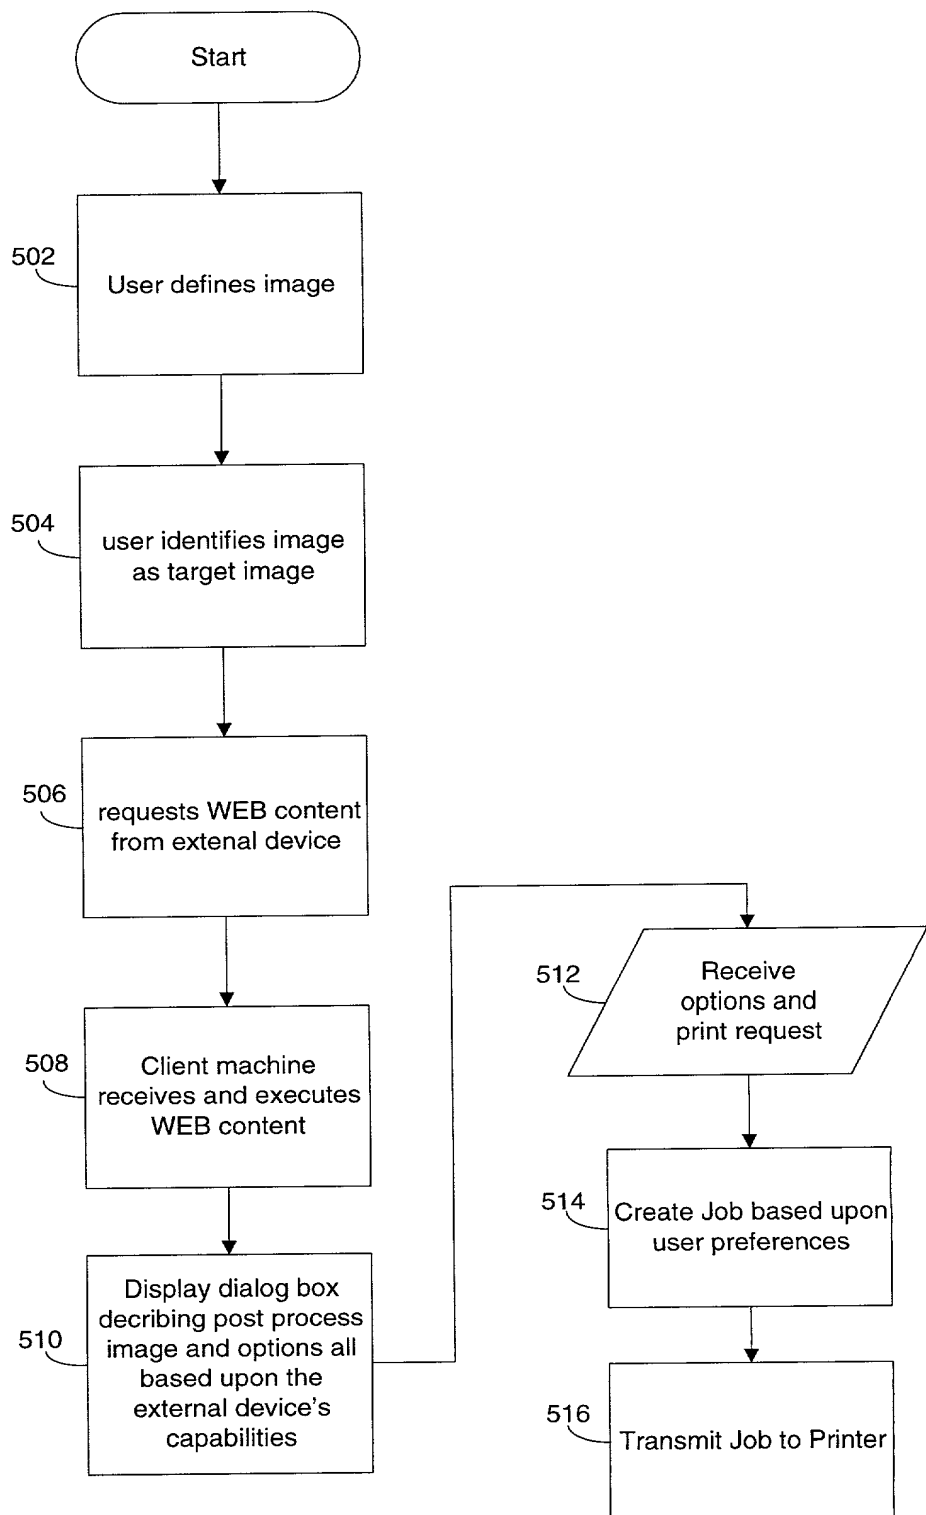 Start
502
User defines image
504
user identifies image
as target image
506
requests WEB content
from extenal device
508
Client machine
receives and executes
WEB content
510
Display dialog box
decribing post process
image and options all
based upon the
external device's
capabilities
512
Receive
options and
print request
514
Create Job based upon
user preferences
516
Transmit Job to Printer